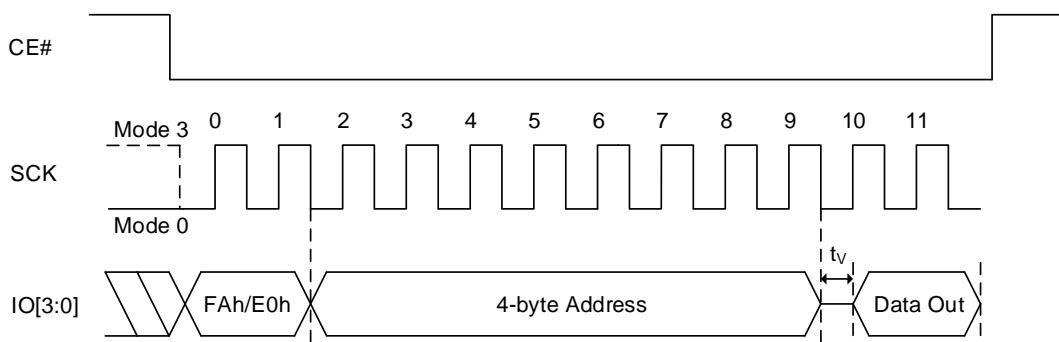 CE#
Mode 3 0 1 2 3 4 5 6 7 8 9 10 11
SCK
Mode 0
tV
IO[3:0] FAh/E0h 4-byte Address Data Out